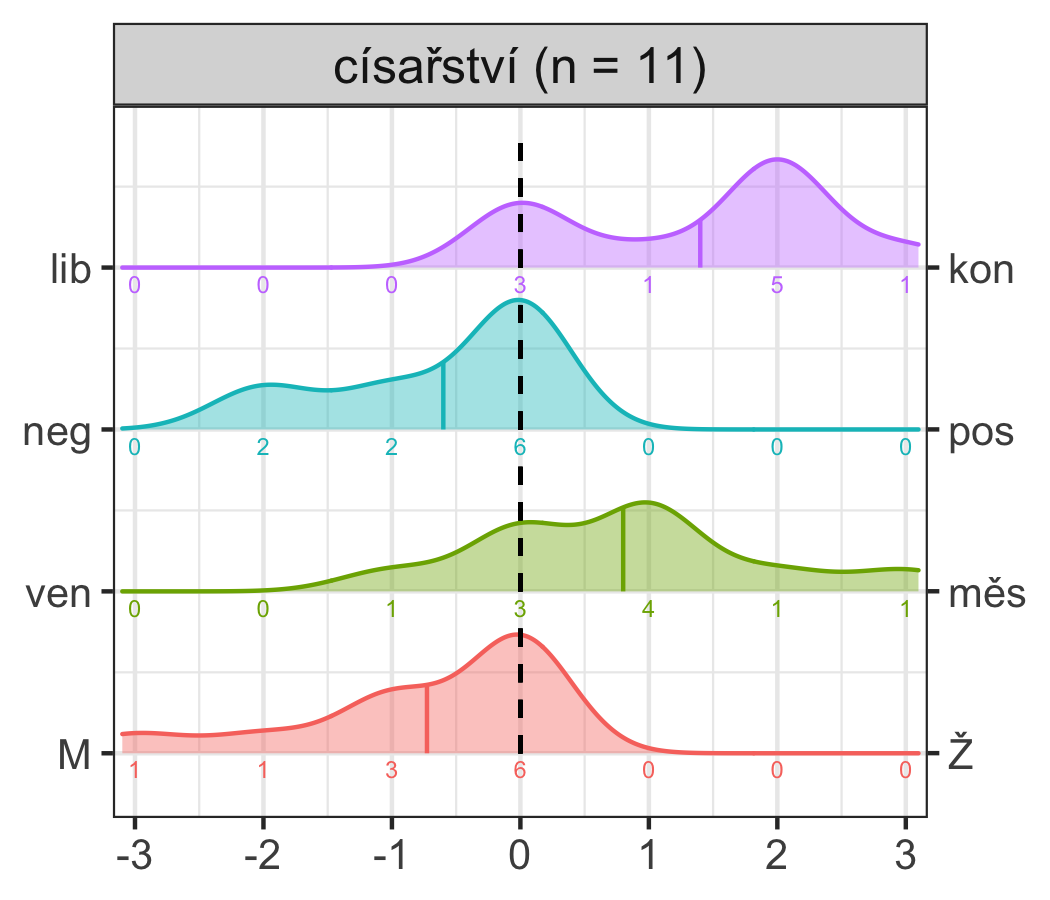 císařství (n = 11)
lib kon
0 0 0 3 1 5 1
neg pos
0 2 2 6 0 0 0
ven měs
0 0 1 3 4 1 1
M Ž
1 1 3 6 0 0 0
-3 -2 -1 0 1 2 3